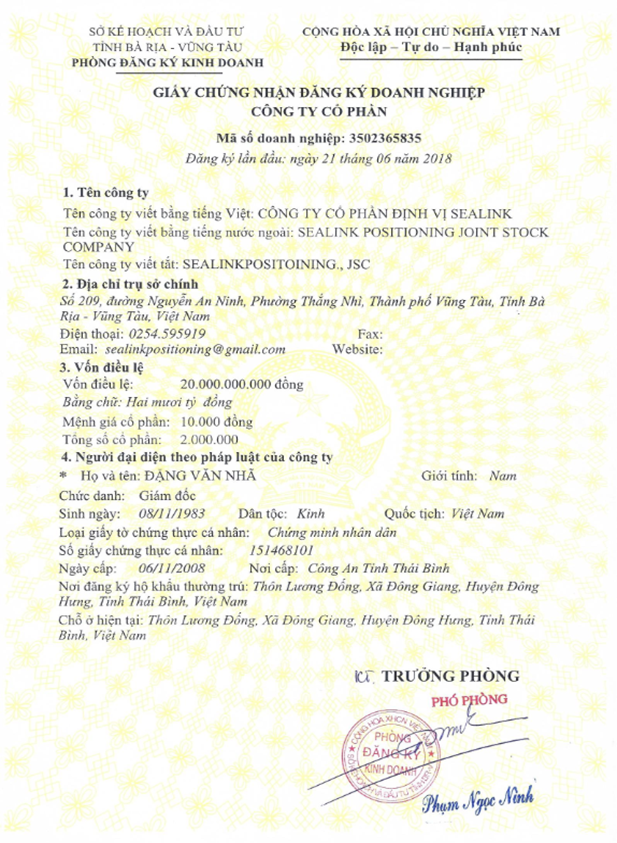 SỞ KẾ HOẠCH VÀ ĐẦU TƯ
TỈNH BÀ RỊA - VŨNG TÀU
PHÒNG ĐĂNG KÝ KINH DOANH
CỘNG HÒA XÃ HỘI CHỦ NGHĨA VIỆT NAM
Độc lập – Tự do – Hạnh phúc
GIẤY CHỨNG NHẬN ĐĂNG KÝ DOANH NGHIỆP
CÔNG TY CỔ PHẦN
Mã số doanh nghiệp: 3502365835
Đăng ký lần đầu: ngày 21 tháng 06 năm 2018
1. Tên công ty
Tên công ty viết bằng tiếng Việt: CÔNG TY CỔ PHẦN ĐỊNH VỊ SEALINK
Tên công ty viết bằng tiếng nước ngoài: SEALINK POSITIONING JOINT STOCK
COMPANY
Tên công ty viết tắt: SEALINKPOSITOINING., JSC
2. Địa chỉ trụ sở chính
Số 209, đường Nguyễn An Ninh, Phường Thắng Nhì, Thành phố Vũng Tàu, Tỉnh Bà
Rịa - Vũng Tàu, Việt Nam
Điện thoại: 0254.595919 Fax:
Email: sealinkpositioning@gmail.com Website:
3. Vốn điều lệ
Vốn điều lệ: 20.000.000.000 đồng
Bằng chữ: Hai mươi tỷ đồng
Mệnh giá cổ phần: 10.000 đồng
Tổng số cổ phần: 2.000.000
4. Người đại diện theo pháp luật của công ty
* Họ và tên: ĐẶNG VĂN NHÃ Giới tính: Nam
Chức danh: Giám đốc
Sinh ngày: 08/11/1983 Dân tộc: Kinh Quốc tịch: Việt Nam
Loại giấy tờ chứng thực cá nhân: Chứng minh nhân dân
Số giấy chứng thực cá nhân: 151468101
Ngày cấp: 06/11/2008 Nơi cấp: Công An Tỉnh Thái Bình
Nơi đăng ký hộ khẩu thường trú: Thôn Lương Đống, Xã Đông Giang, Huyện Đông
Hưng, Tỉnh Thái Bình, Việt Nam
Chỗ ở hiện tại: Thôn Lương Đống, Xã Đông Giang, Huyện Đông Hưng, Tỉnh Thái
Bình, Việt Nam
KT. TRƯỞNG PHÒNG
PHÓ PHÒNG
CỘNG HÒA XHCN VIỆT NAM
PHÒNG
ĐĂNG KÝ
KINH DOANH
Phạm Ngọc Ninh